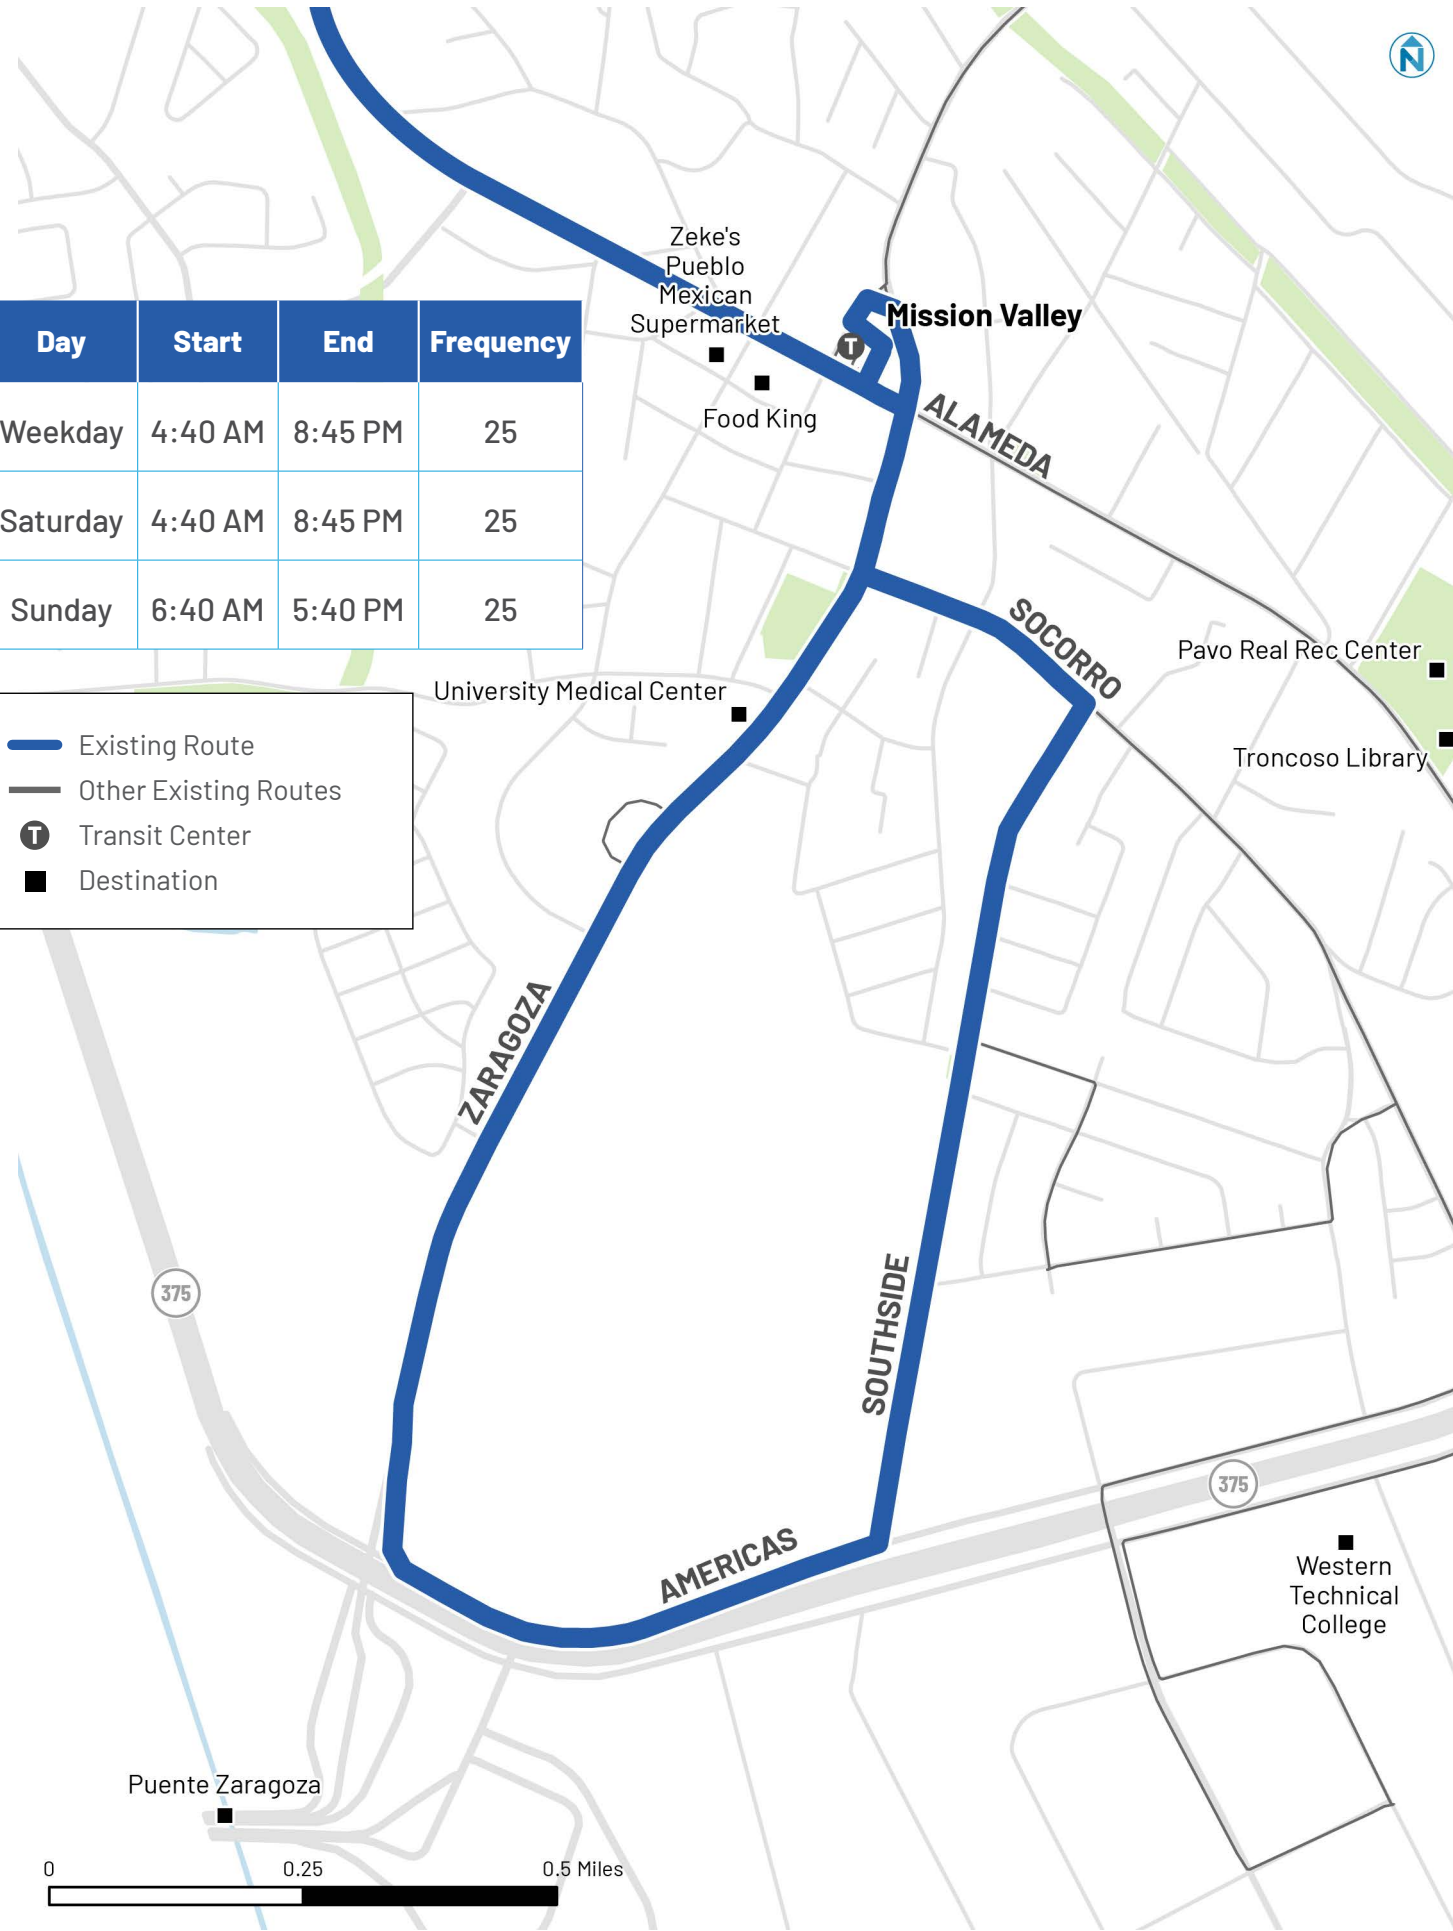 N
Zeke's
Pueblo
Mexican
Supermarket
Mission Valley
T
Food King
ALAMEDA
Day Start End Frequency
Weekday 4:40 AM 8:45 PM 25
Saturday 4:40 AM 8:45 PM 25
Sunday 6:40 AM 5:40 PM 25
SOCORRO
Pavo Real Rec Center
University Medical Center
Troncoso Library
Existing Route
Other Existing Routes
T Transit Center
Destination
ZARAGOZA
SOUTHSIDE
375
375
AMERICAS
Western
Technical
College
Puente Zaragoza
0 0.25 0.5 Miles